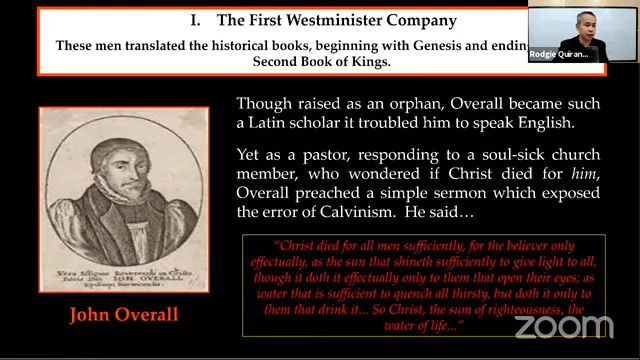 I. The First Westminister Company
These men translated the historical books, beginning with Genesis and ending
Second Book of Kings.
Rodgie Quiran...
Though raised as an orphan, Overall became such
a Latin scholar it troubled him to speak English.
Yet as a pastor, responding to a soul-sick church
member, who wondered if Christ died for him,
Overall preached a simple sermon which exposed
the error of Calvinism. He said…
"Christ died for all men sufficiently, for the believer only
effectually, as the sun that shineth sufficiently to give light to all,
though it doth it effectually only to them that open their eyes; as
water that is sufficient to quench all thirsty, but doth it only to
them that drink it... So Christ, the sum of righteousness, the
water of life..."
IOH. OVERALL
John Overall
zoom